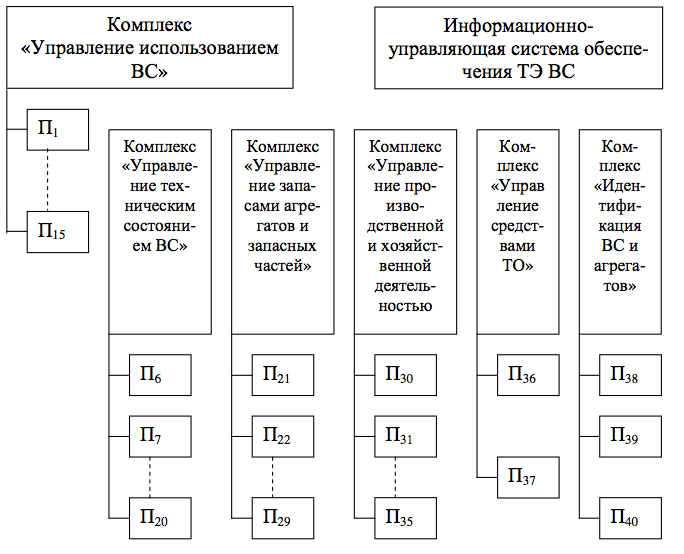 Комплекс
«Управление использованием
ВС»
Информационно-
управляющая система обеспе-
чения ТЭ ВС
П1
П15
Комплекс
«Управле-
ние тех-
ническим
состояни-
ем ВС»
П6
П7
П20
Комплекс
«Управле-
ние запа-
сами агре-
гатов и
запасных
частей»
П21
П22
П29
Комплекс
«Управле-
ние про-
изво-
дственной
и хозяйст-
венной
деятель-
ностью
П30
П31
П35
Ком-
плекс
«Управ
ление
средст-
вами
ТО»
П36
П37
Ком-
плекс
«Иден-
тифи-
кация
ВС и
агрега-
тов»
П38
П39
П40